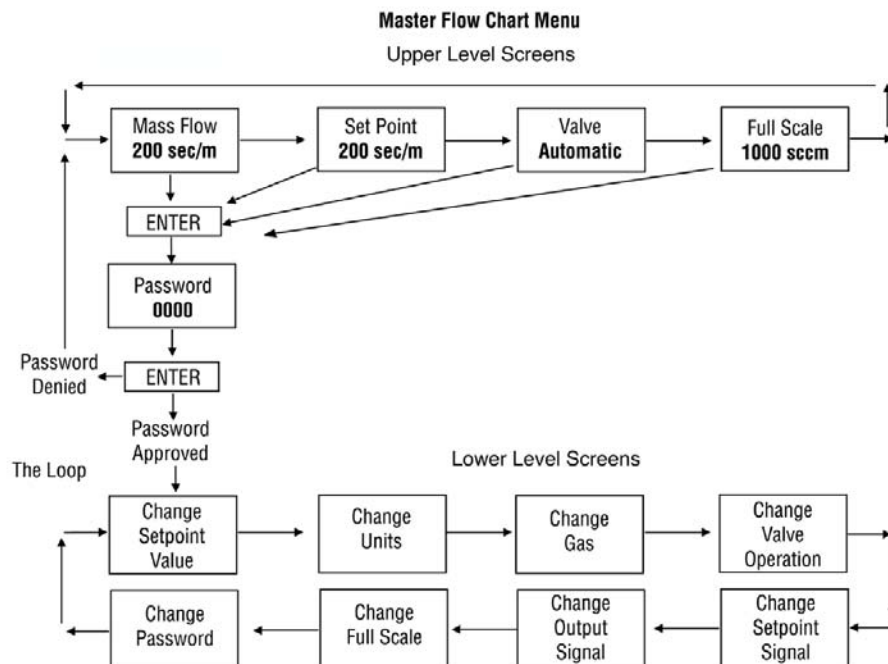 Master Flow Chart Menu
Upper Level Screens
Mass Flow
200 sec/m
Set Point
200 sec/m
Valve
Automatic
Full Scale
1000 sccm
ENTER
Password
0000
Password
Denied
ENTER
Password
Approved
The Loop
Lower Level Screens
Change
Setpoint
Value
Change
Units
Change
Gas
Change
Valve
Operation
Change
Password
Change
Full Scale
Change
Output
Signal
Change
Setpoint
Signal